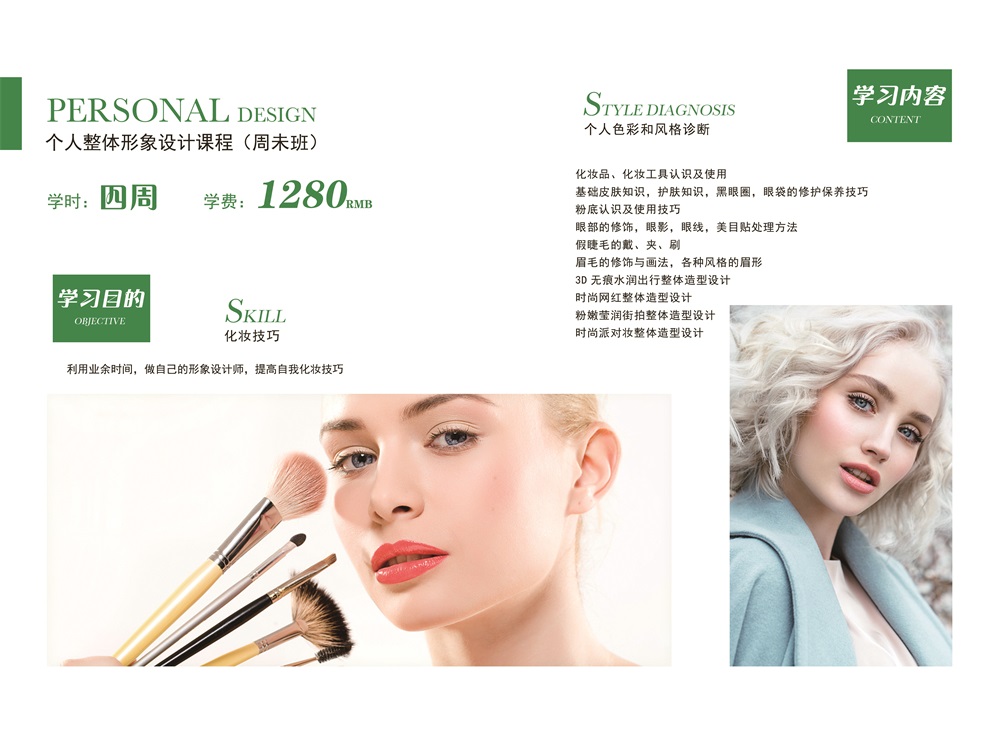 PERSONAL DESIGN
个人整体形象设计课程（周未班）
学时：四周 学费：1280RMB
学习目的
OBJECTIVE
SKILL
化妆技巧
利用业余时间，做自己的形象设计师，提高自我化妆技巧
STYLE DIAGNOSIS
个人色彩和风格诊断
学习内容
CONTENT
化妆品、化妆工具认识及使用
基础皮肤知识，护肤知识，黑眼圈，眼袋的修护保养技巧
粉底认识及使用技巧
眼部的修饰，眼影，眼线，美目贴处理方法
假睫毛的戴、夹、刷
眉毛的修饰与画法，各种风格的眉形
3D 无痕水润出行整体造型设计
时尚网红整体造型设计
粉嫩莹润街拍整体造型设计
时尚派对妆整体造型设计